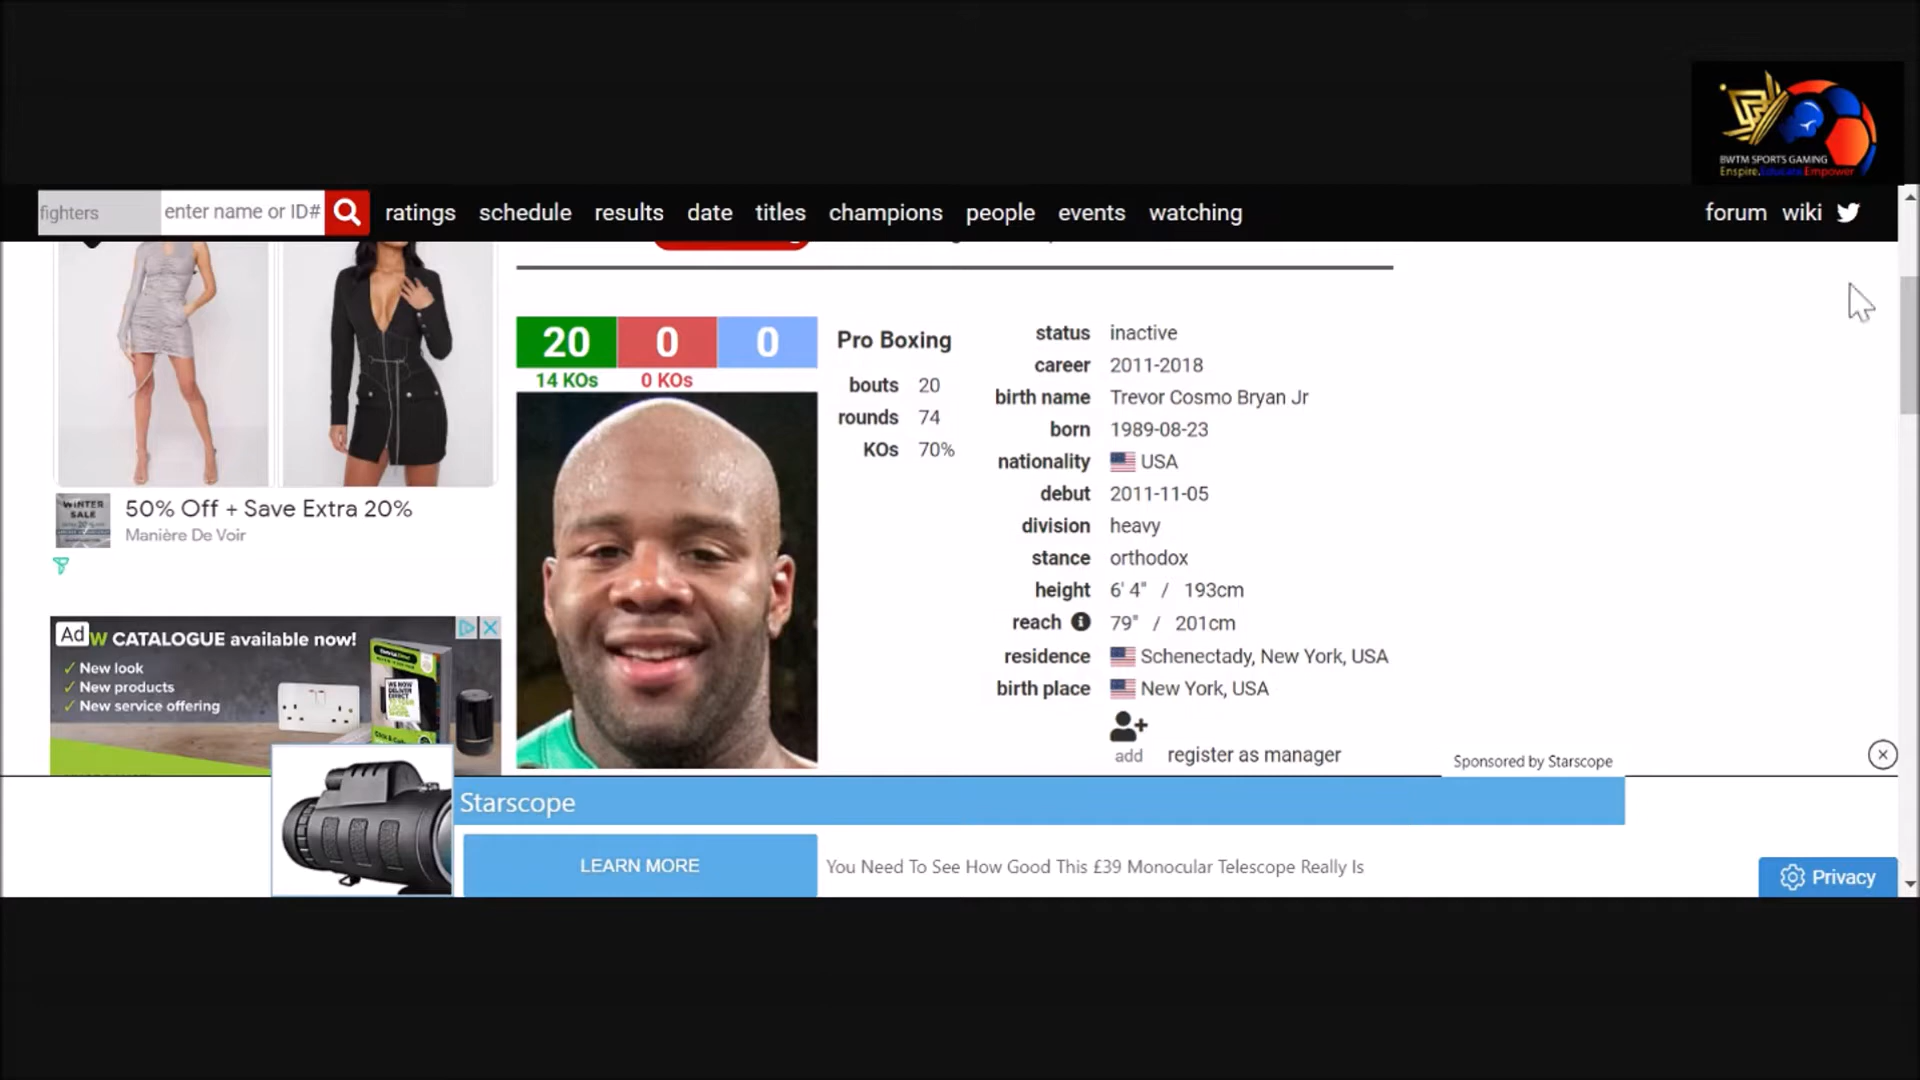 BWTM SPORTS GAMING
Enspire.Educate.Empower
fighters
enter name or ID#
ratings
schedule
results
date
titles
champions
people
events
watching
forum
wiki
20
0
0
14 KOs
0 KOs
Pro Boxing
bouts 20
rounds 74
KOs 70%
status inactive
career 2011-2018
birth name Trevor Cosmo Bryan Jr
born 1989-08-23
nationality USA
debut 2011-11-05
division heavy
stance orthodox
height 6' 4" / 193cm
reach 79" / 201cm
residence Schenectady, New York, USA
birth place New York, USA
add
register as manager
WINTER
SALE
50% Off + Save Extra 20%
Manière De Voir
Ad
W CATALOGUE available now!
✓ New look
✓ New products
✓ New service offering
Sponsored by Starscope
Starscope
LEARN MORE
You Need To See How Good This £39 Monocular Telescope Really Is
Privacy